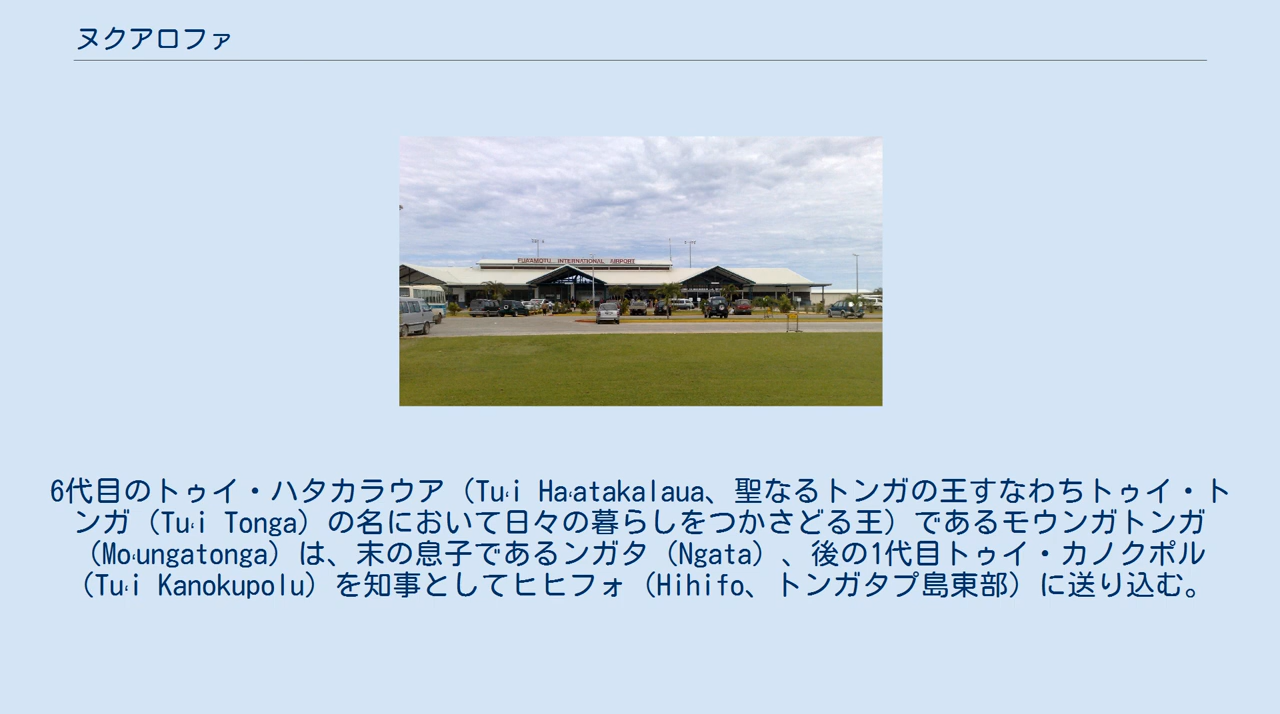 ヌクアロファ
FUA'AMOTU INTERNATIONAL AIRPORT
6代目のトゥイ・ハタカラウア（Tuʻi Haʻatakalaua、聖なるトンガの王すなわちトゥイ・ト
ンガ（Tuʻi Tonga）の名において日々の暮らしをつかさどる王）であるモウンガトンガ
（Moʻungatonga）は、末の息子であるンガタ（Ngata）、後の1代目トゥイ・カノクポル
（Tuʻi Kanokupolu）を知事としてヒヒフォ（Hihifo、トンガタプ島東部）に送り込む。